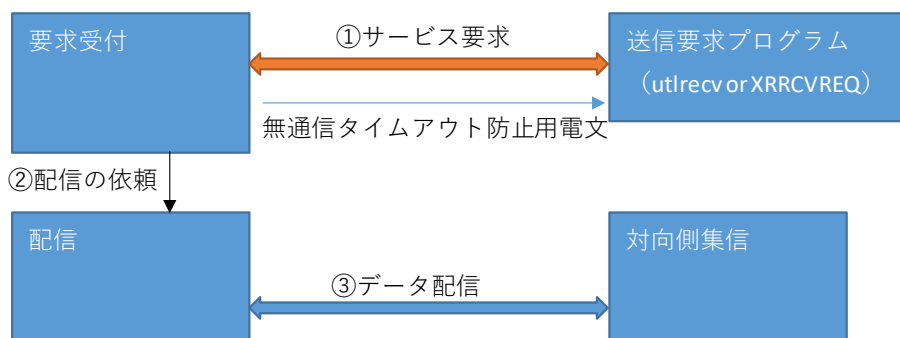 要求受付
①サービス要求
送信要求プログラム
（utlrecv or XRRCVREQ）
無通信タイムアウト防止用電文
②配信の依頼
配信
対向側集信
③データ配信